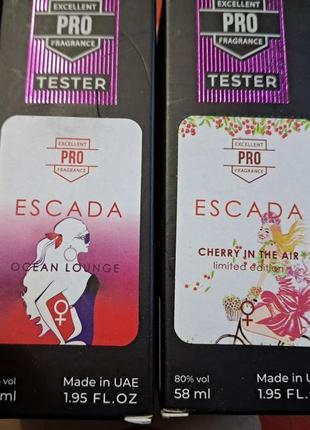 EXCELLENT
PRO
FRAGRANCE
TESTER
EXCELLENT
PRO
FRAGRANCE
ESCADA
OCEAN LOUNGE
vol
Made in UAE
ml
1.95 FL.OZ
EXCELLENT
PRO
FRAGRANCE
TESTER
EXCELLENT
PRO
FRAGRANCE
ESCADA
CHERRY IN THE AIR
limited edition
80% vol
Made in
58 ml
1.95 FL.O